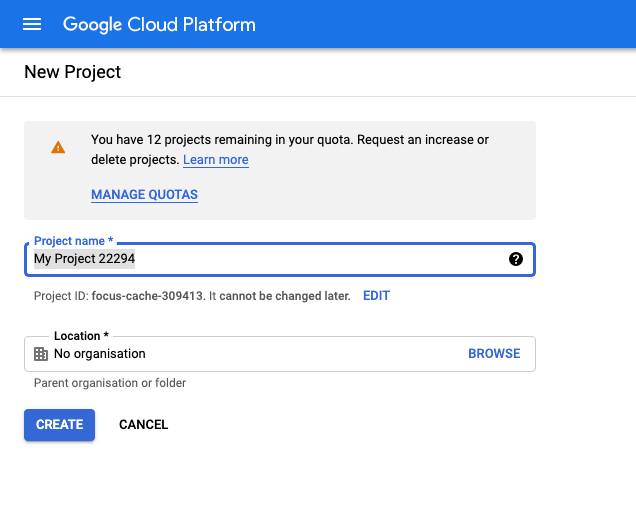 Google Cloud Platform
New Project
You have 12 projects remaining in your quota. Request an increase or
delete projects. Learn more
MANAGE QUOTAS
Project name *
My Project 22294
Project ID: focus-cache-309413. It cannot be changed later. EDIT
Location *
No organisation BROWSE
Parent organisation or folder
CREATE CANCEL